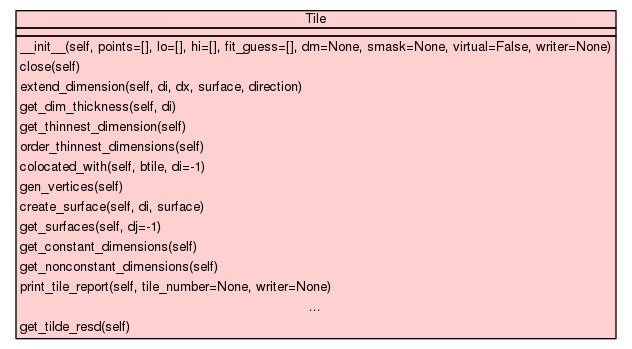 Tile
__init__(self, points=[], lo=[], hi=[], fit_guess=[], dm=None, smask=None, virtual=False, writer=None)
close(self)
extend_dimension(self, di, dx, surface, direction)
get_dim_thickness(self, di)
get_thinnest_dimension(self)
order_thinnest_dimensions(self)
colocated_with(self, btile, di=-1)
gen_vertices(self)
create_surface(self, di, surface)
get_surfaces(self, dj=-1)
get_constant_dimensions(self)
get_nonconstant_dimensions(self)
print_tile_report(self, tile_number=None, writer=None)
...
get_tilde_resd(self)